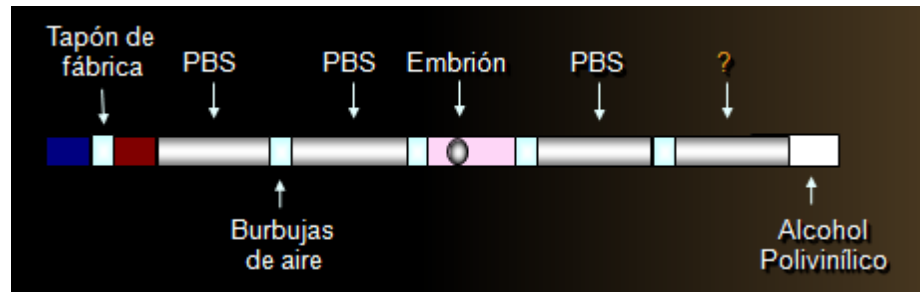 Tapón de
fábrica
PBS
PBS
Embrión
PBS
?
Burbujas
de aire
Alcohol
Polivinílico